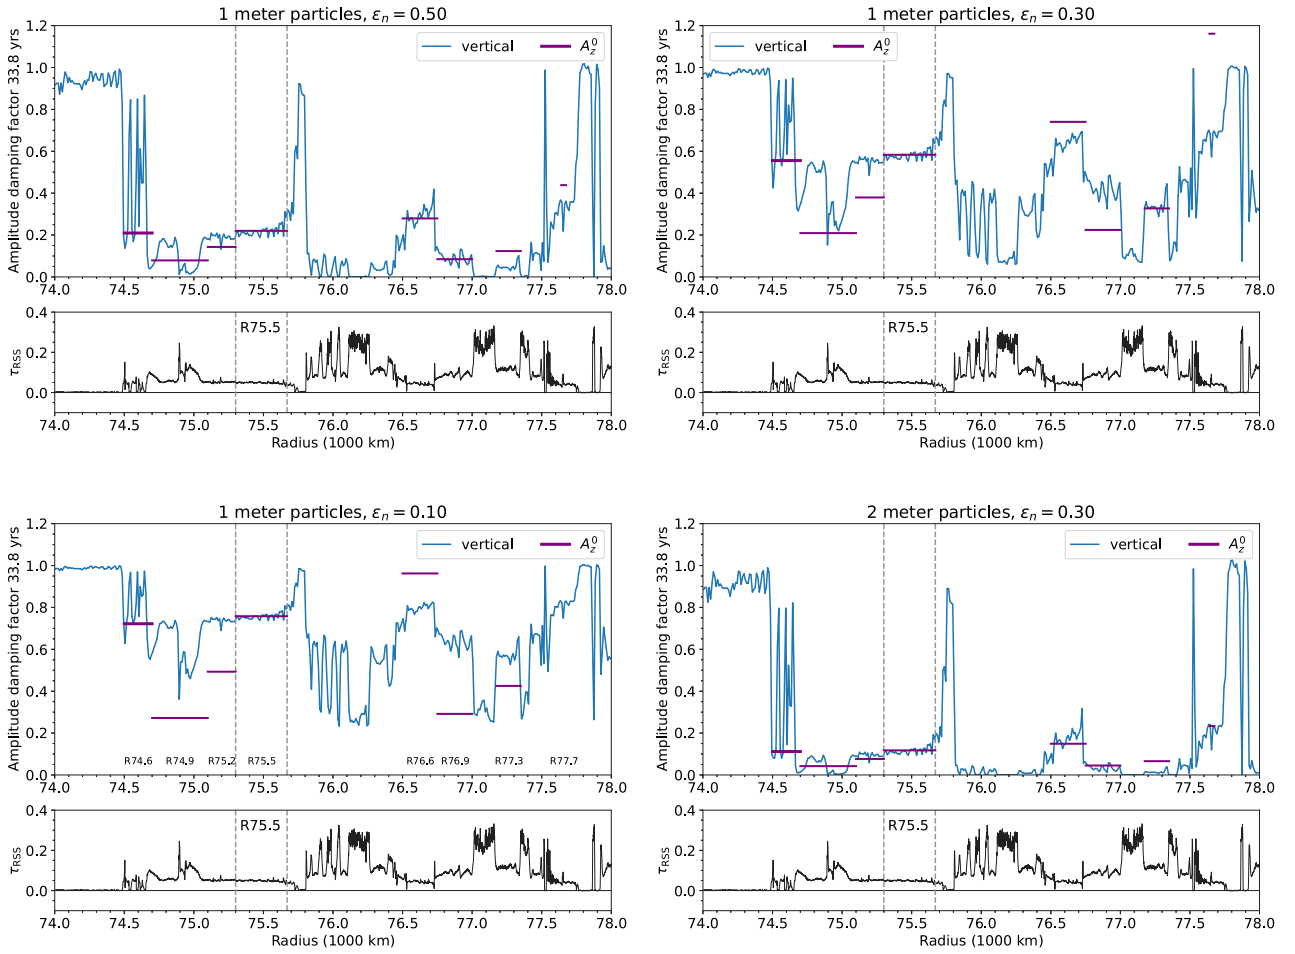 1 meter particles, εn = 0.50
Amplitude damping factor 33.8 yrs
1.2
1.0
0.8
0.6
0.4
0.2
0.0
vertical
A_z^0
74.0 74.5 75.0 75.5 76.0 76.5 77.0 77.5 78.0
τRSS
0.4
0.2
0.0
R75.5
74.0 74.5 75.0 75.5 76.0 76.5 77.0 77.5 78.0
Radius (1000 km)
1 meter particles, εn = 0.30
Amplitude damping factor 33.8 yrs
1.2
1.0
0.8
0.6
0.4
0.2
0.0
vertical
A_z^0
74.0 74.5 75.0 75.5 76.0 76.5 77.0 77.5 78.0
τRSS
0.4
0.2
0.0
R75.5
74.0 74.5 75.0 75.5 76.0 76.5 77.0 77.5 78.0
Radius (1000 km)
1 meter particles, εn = 0.10
Amplitude damping factor 33.8 yrs
1.2
1.0
0.8
0.6
0.4
0.2
0.0
vertical
A_z^0
R74.6 R74.9 R75.2 R75.5 R76.6 R76.9 R77.3 R77.7
74.0 74.5 75.0 75.5 76.0 76.5 77.0 77.5 78.0
τRSS
0.4
0.2
0.0
R75.5
74.0 74.5 75.0 75.5 76.0 76.5 77.0 77.5 78.0
Radius (1000 km)
2 meter particles, εn = 0.30
Amplitude damping factor 33.8 yrs
1.2
1.0
0.8
0.6
0.4
0.2
0.0
vertical
A_z^0
74.0 74.5 75.0 75.5 76.0 76.5 77.0 77.5 78.0
τRSS
0.4
0.2
0.0
R75.5
74.0 74.5 75.0 75.5 76.0 76.5 77.0 77.5 78.0
Radius (1000 km)